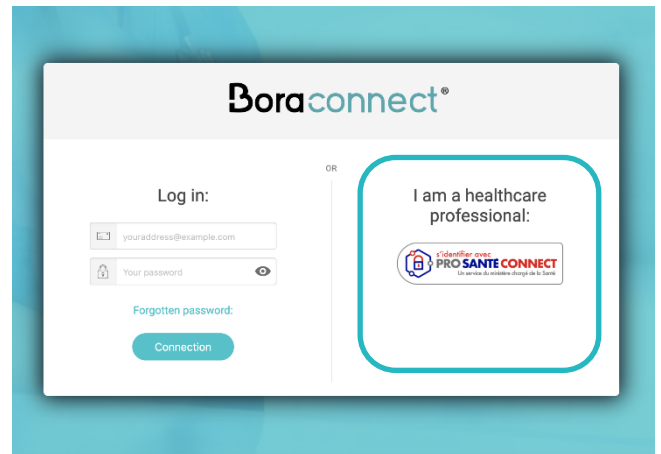 Boraconnect®
OR
Log in:
youraddress@example.com
Your password
Forgotten password:
Connection
I am a healthcare
professional:
s'identifier avec
PRO SANTE CONNECT
Un service du ministère chargé de la Santé